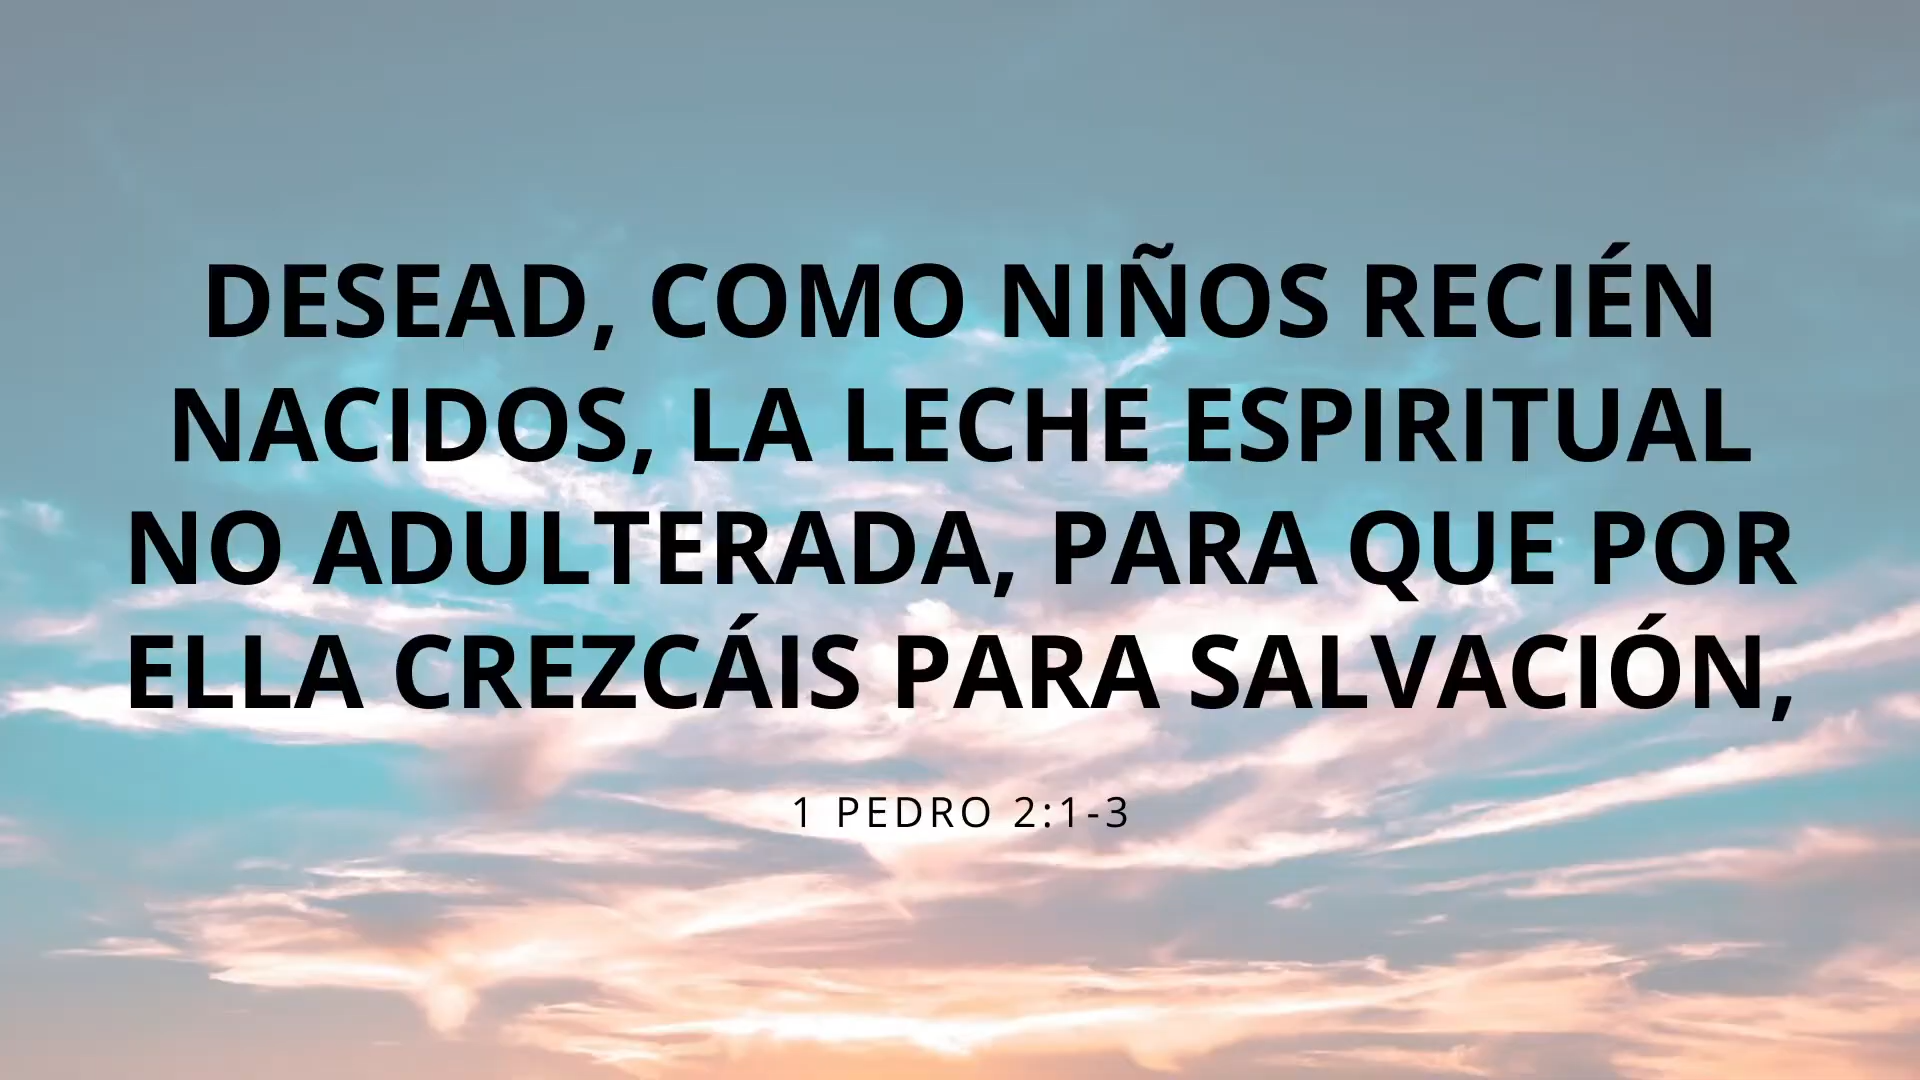 DESEAD, COMO NIÑOS RECIÉN
NACIDOS, LA LECHE ESPIRITUAL
NO ADULTERADA, PARA QUE POR
ELLA CREZCÁIS PARA SALVACIÓN,
1 PEDRO 2:1-3